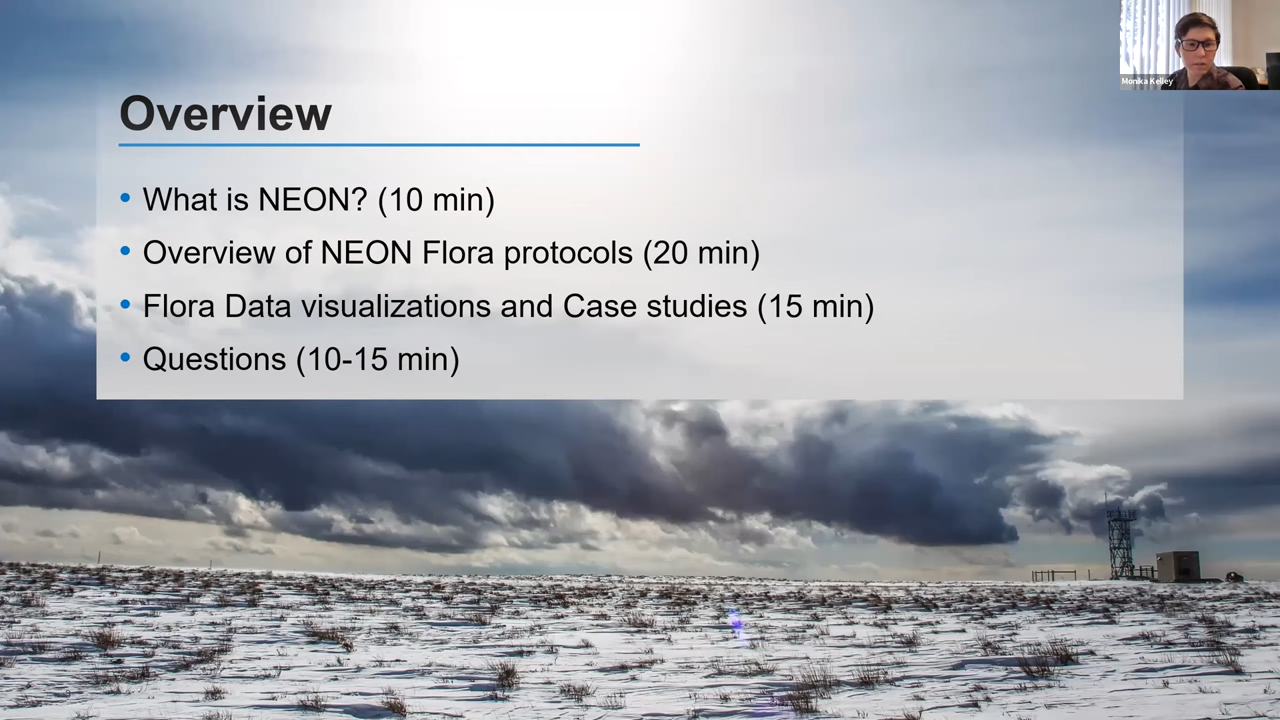 Monika Kelley
Overview
• What is NEON? (10 min)
• Overview of NEON Flora protocols (20 min)
• Flora Data visualizations and Case studies (15 min)
• Questions (10-15 min)